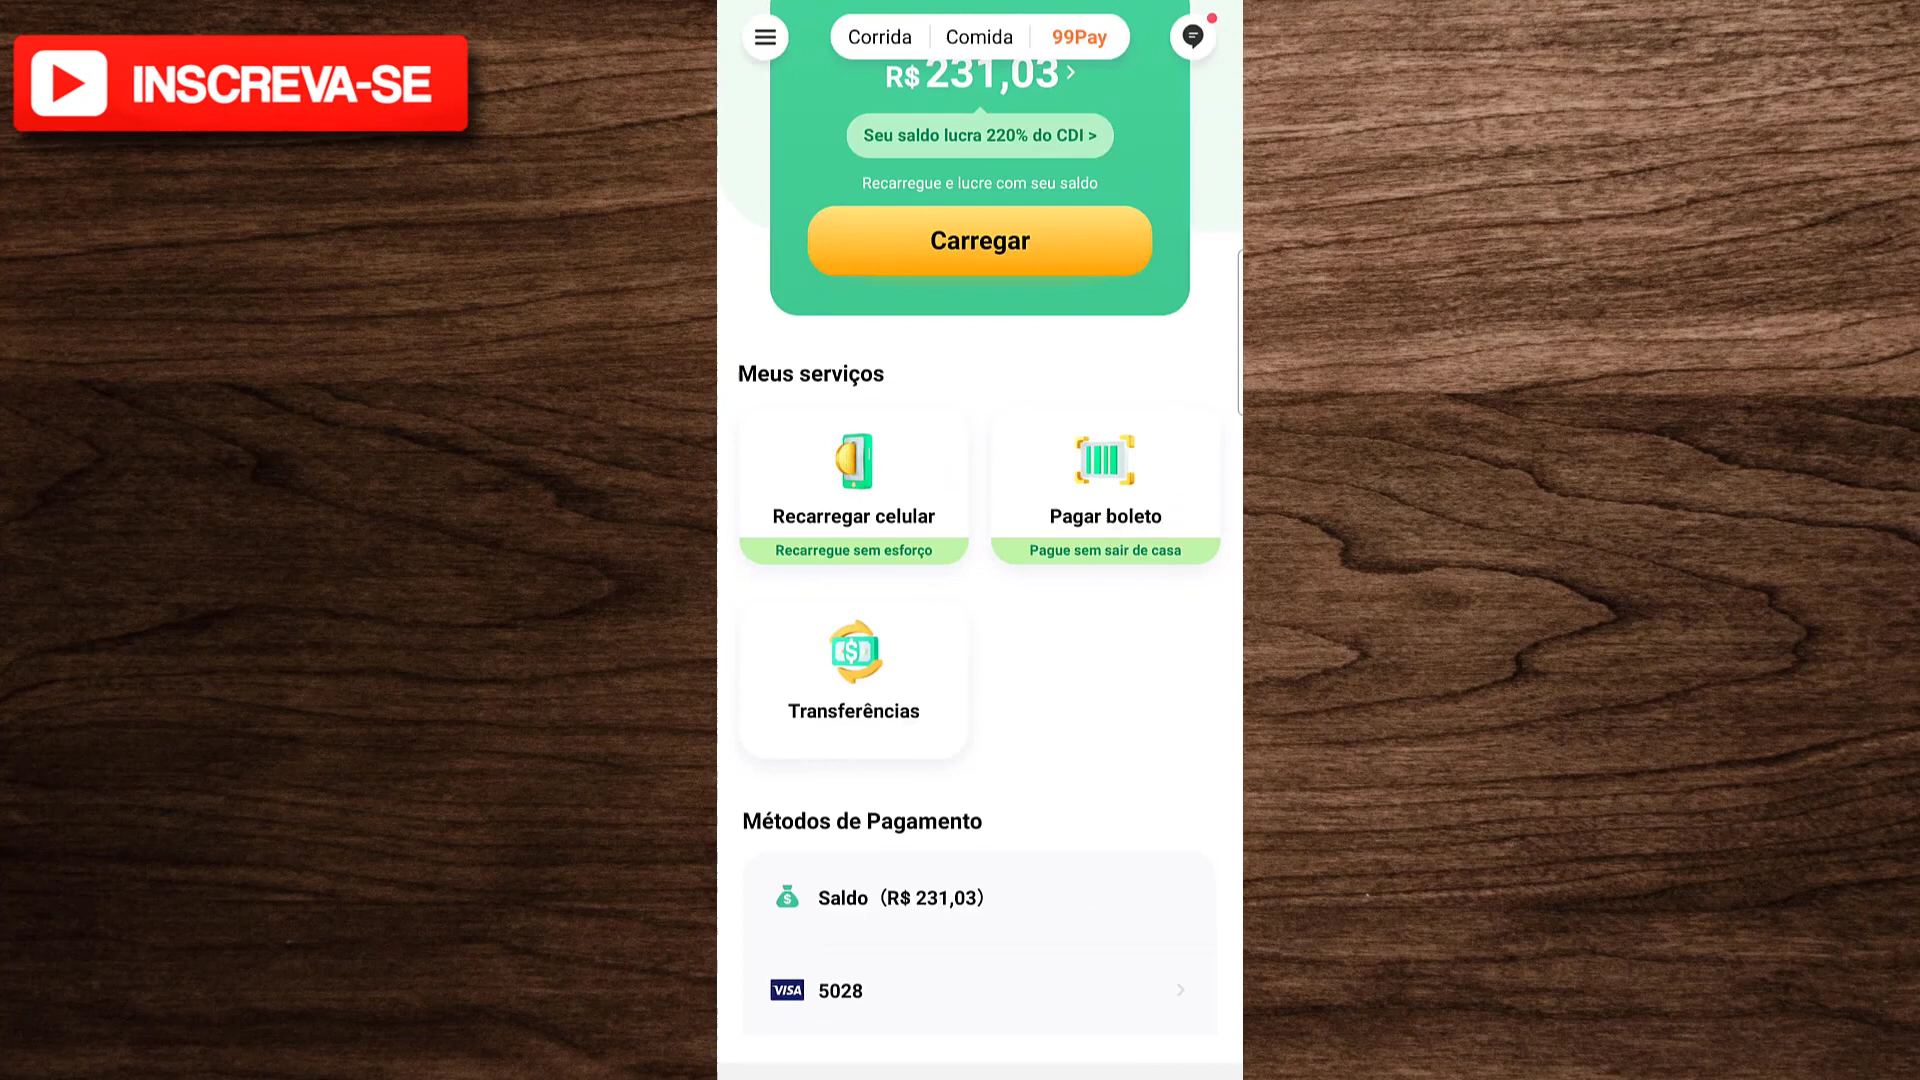 INSCREVA-SE
Corrida
Comida
99Pay
R$ 231,03
Seu saldo lucra 220% do CDI >
Recarregue e lucre com seu saldo
Carregar
Meus serviços
Recarregar celular
Recarregue sem esforço
Pagar boleto
Pague sem sair de casa
Transferências
Métodos de Pagamento
Saldo (R$ 231,03)
VISA 5028